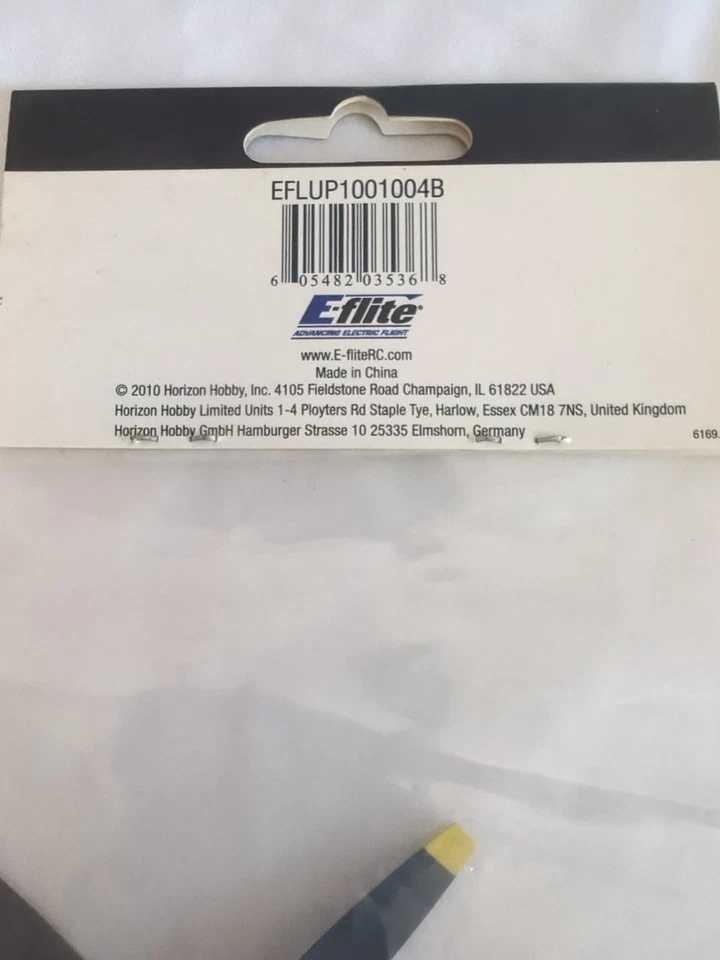 EFLUP1001004B
6 05482 03536 8
E-flite®
ADVANCING ELECTRIC FLIGHT
www.E-fliteRC.com
Made in China
© 2010 Horizon Hobby, Inc. 4105 Fieldstone Road Champaign, IL 61822 USA
Horizon Hobby Limited Units 1-4 Ployters Rd Staple Tye, Harlow, Essex CM18 7NS, United Kingdom
Horizon Hobby GmbH Hamburger Strasse 10 25335 Elmshorn, Germany
6169.